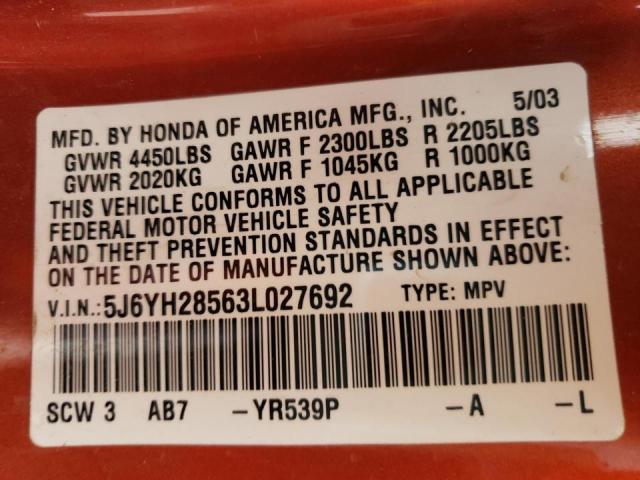 MFD. BY HONDA OF AMERICA MFG., INC. 5/03
GVWR 4450LBS GAWR F 2300LBS R 2205LBS
GVWR 2020KG GAWR F 1045KG R 1000KG
THIS VEHICLE CONFORMS TO ALL APPLICABLE
FEDERAL MOTOR VEHICLE SAFETY
AND THEFT PREVENTION STANDARDS IN EFFECT
ON THE DATE OF MANUFACTURE SHOWN ABOVE:
V.I.N.: 5J6YH28563L027692 TYPE: MPV
SCW 3 AB7 -YR539P -A -L